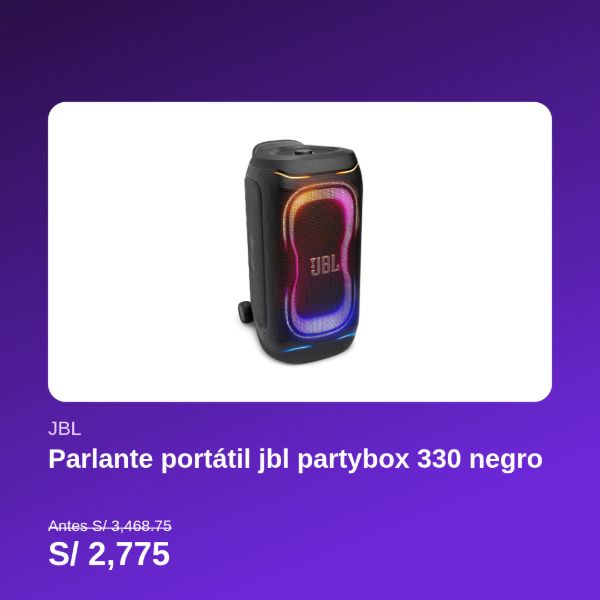 JBL
JBL
Parlante portátil jbl partybox 330 negro
Antes S/ 3,468.75
S/ 2,775